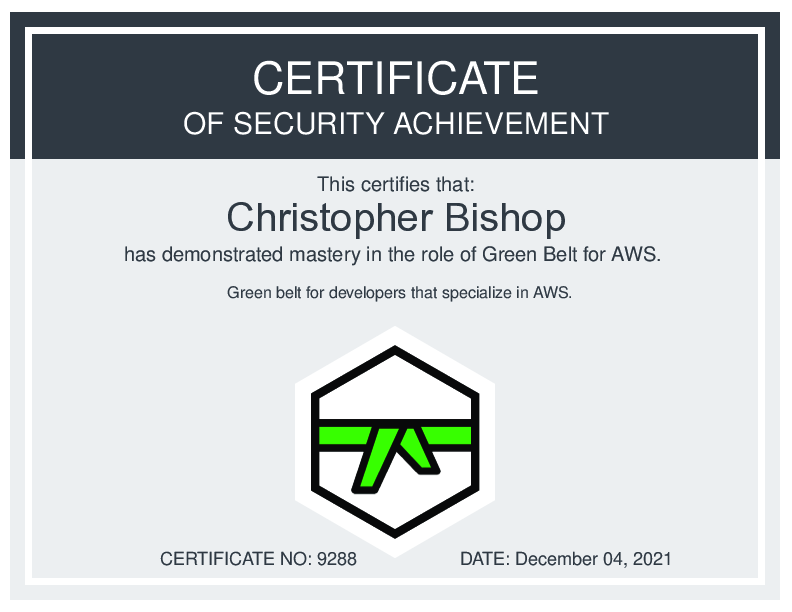 CERTIFICATE
OF SECURITY ACHIEVEMENT
This certifies that:
Christopher Bishop
has demonstrated mastery in the role of Green Belt for AWS.
Green belt for developers that specialize in AWS.
CERTIFICATE NO: 9288
DATE: December 04, 2021